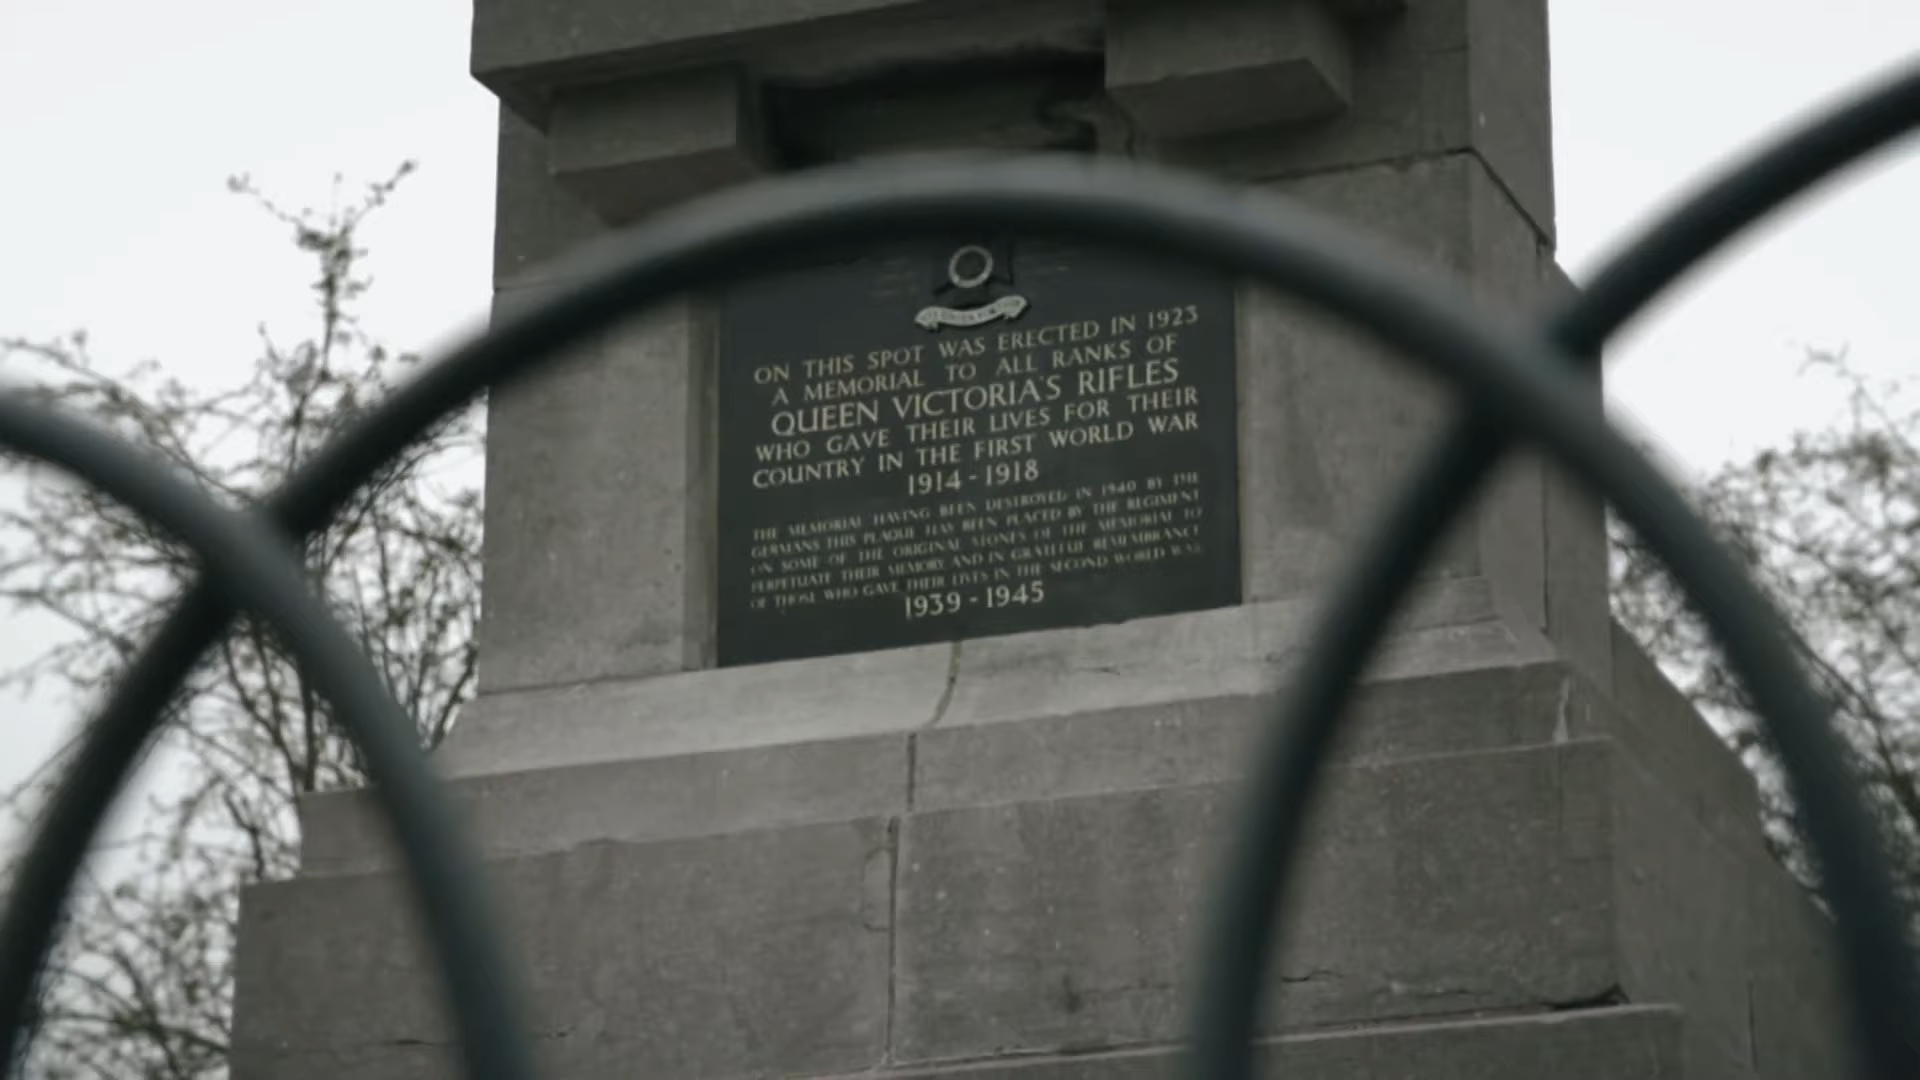 ON THIS SPOT WAS ERECTED IN 1923
A MEMORIAL TO ALL RANKS OF
QUEEN VICTORIA'S RIFLES
WHO GAVE THEIR LIVES FOR THEIR
COUNTRY IN THE FIRST WORLD WAR
1914-1918
THE MEMORIAL HAVING BEEN DESTROYED IN 1940 BY THE
GERMANS THIS PLAQUE HAS BEEN PLACED BY THE REGIMENT
ON SOME OF THE ORIGINAL STONES OF THE MEMORIAL TO
PERPETUATE THEIR MEMORY AND IN GRATEFUL REMEMBRANCE
OF THOSE WHO GAVE THEIR LIVES IN THE SECOND WORLD WAR
1939-1945